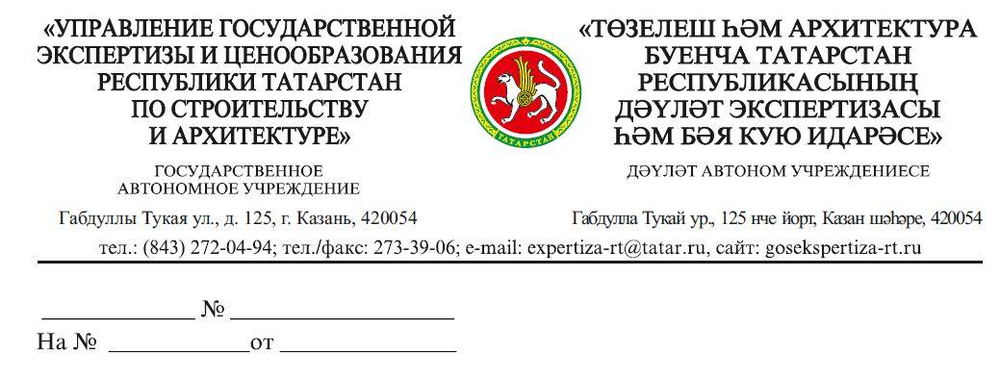 «УПРАВЛЕНИЕ ГОСУДАРСТВЕННОЙ
ЭКСПЕРТИЗЫ И ЦЕНООБРАЗОВАНИЯ
РЕСПУБЛИКИ ТАТАРСТАН
ПО СТРОИТЕЛЬСТВУ
И АРХИТЕКТУРЕ»
ГОСУДАРСТВЕННОЕ
АВТОНОМНОЕ УЧРЕЖДЕНИЕ
Габдуллы Тукая ул., д. 125, г. Казань, 420054
ТАТАРСТАН
«ТӨЗЕЛЕШ ҺӘМ АРХИТЕКТУРА
БУЕНЧА ТАТАРСТАН
РЕСПУБЛИКАСЫНЫҢ
ДӘҮЛӘТ ЭКСПЕРТИЗАСЫ
ҺӘМ БӘЯ КУЮ ИДАРӘСЕ»
ДӘҮЛӘТ АВТОНОМ УЧРЕЖДЕНИЕСЕ
Габдулла Тукай ур., 125 нче йорт, Казан шәһәре, 420054
тел.: (843) 272-04-94; тел./факс: 273-39-06; e-mail: expertiza-rt@tatar.ru, сайт: gosekspertiza-rt.ru
_____________ № ___________________
На № ____________от _______________